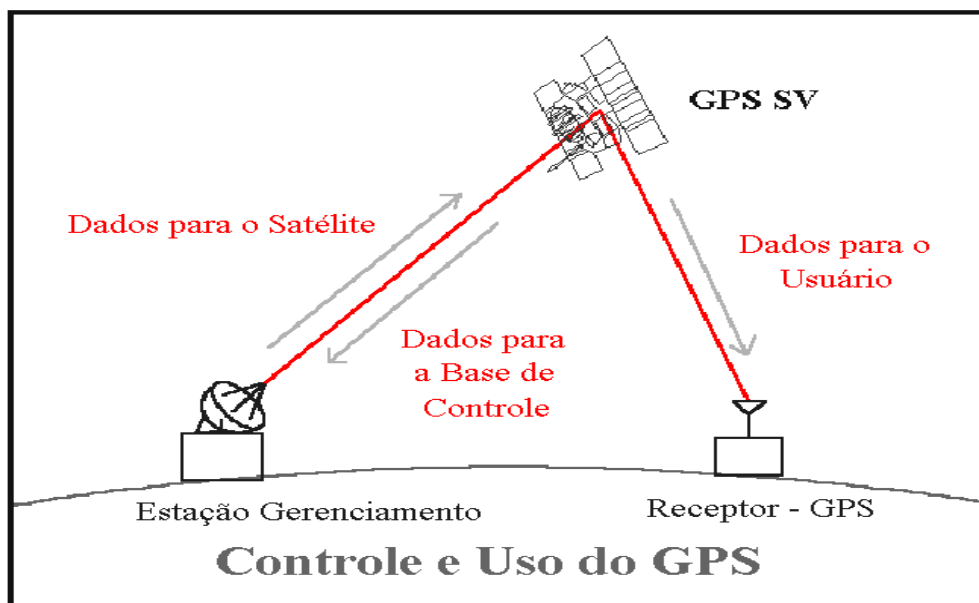 GPS SV
Dados para o Satélite
Dados para o
Usuário
Dados para
a Base de
Controle
Estação Gerenciamento
Receptor - GPS
Controle e Uso do GPS